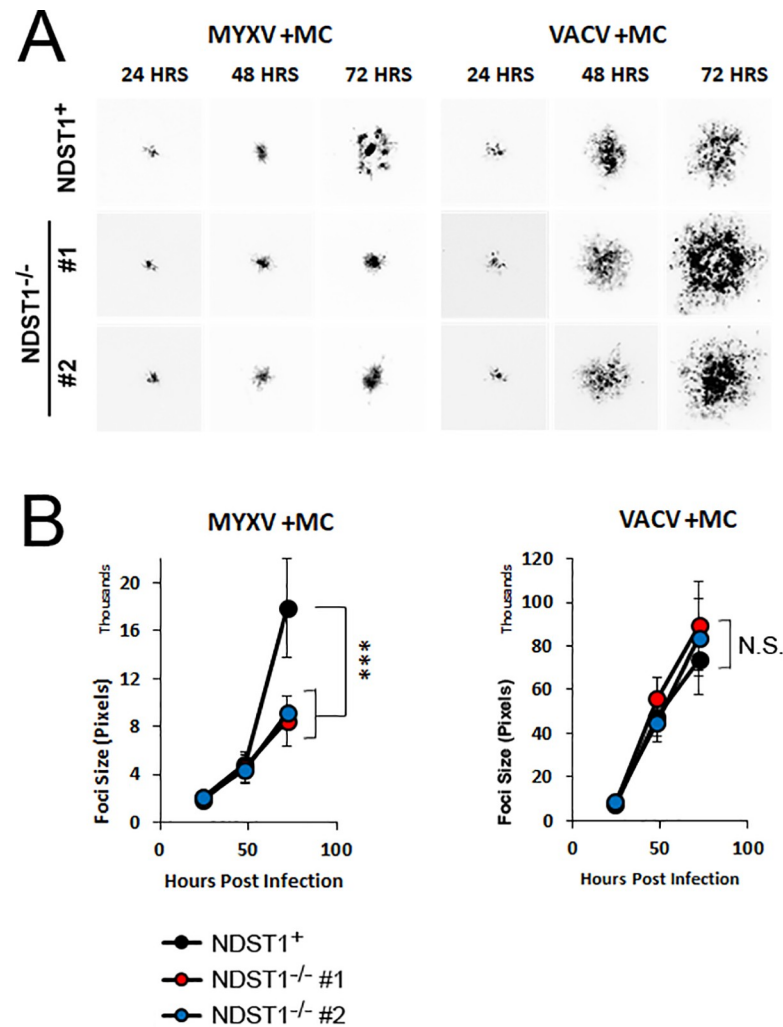 A
MYXV +MC VACV +MC
24 HRS 48 HRS 72 HRS 24 HRS 48 HRS 72 HRS
NDST1+
NDST1-/-
#1
#2
B
MYXV +MC
Thousands
Foci Size (Pixels)
20
16
12
8
4
0
0 50 100
Hours Post Infection
***
VACV +MC
Thousands
Foci Size (Pixels)
120
100
80
60
40
20
0
0 50 100
Hours Post Infection
N.S.
NDST1+
NDST1-/- #1
NDST1-/- #2